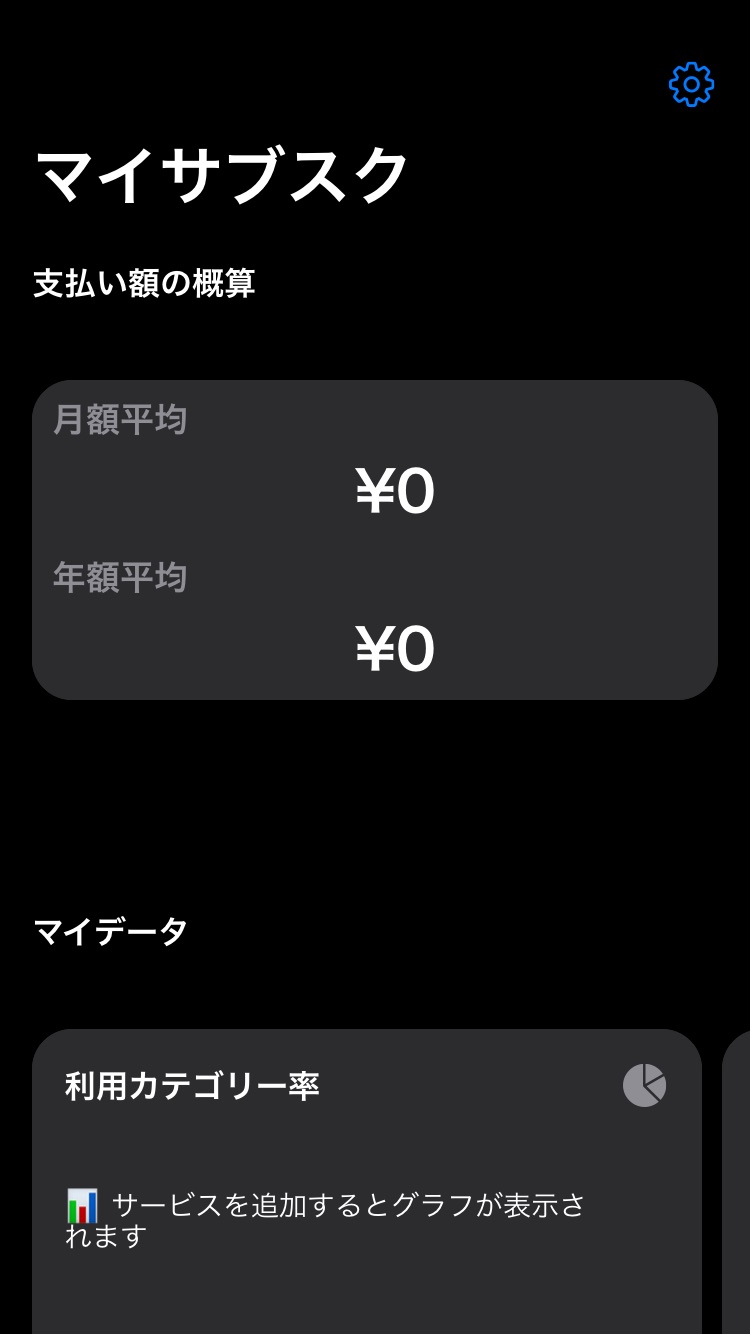 マイサブスク
支払い額の概算
月額平均
¥0
年額平均
¥0
マイデータ
利用カテゴリー率
サービスを追加するとグラフが表示さ
れます